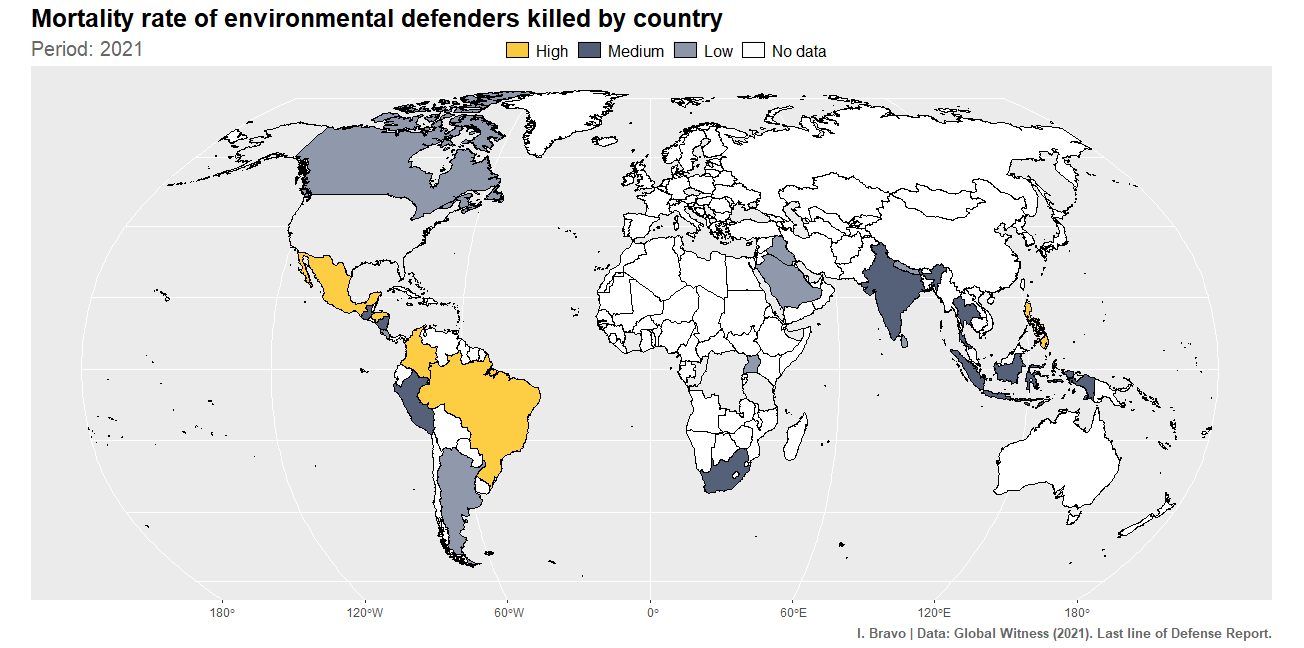 Mortality rate of environmental defenders killed by country
Period: 2021
High Medium Low No data
180° 120°W 60°W 0° 60°E 120°E 180°
I. Bravo | Data: Global Witness (2021). Last line of Defense Report.